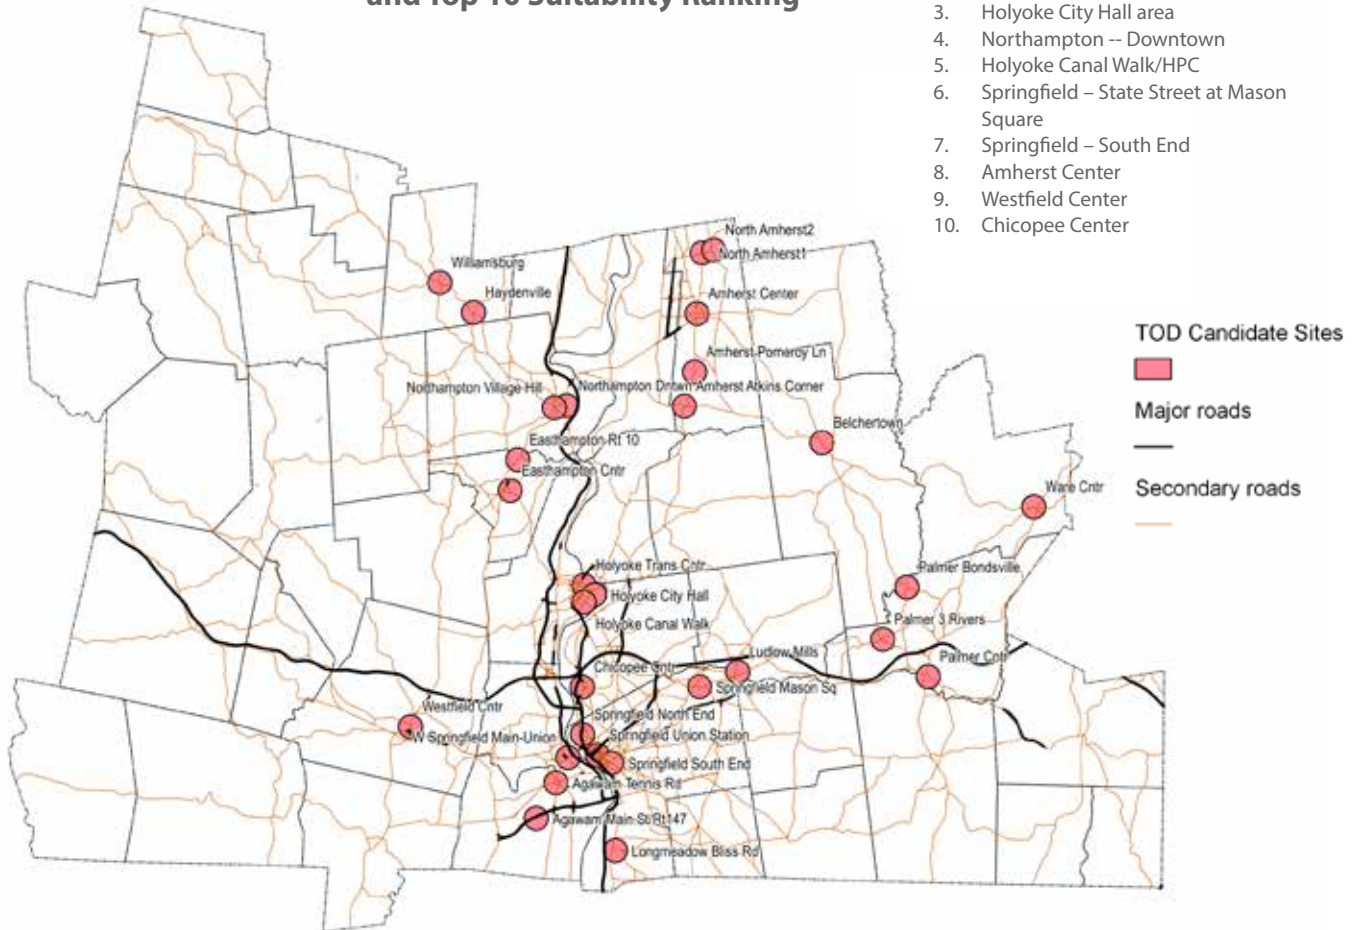 and Top 10 Suitability Ranking
3. Holyoke City Hall area
4. Northampton -- Downtown
5. Holyoke Canal Walk/HPC
6. Springfield – State Street at Mason
Square
7. Springfield – South End
8. Amherst Center
9. Westfield Center
10. Chicopee Center
North Amherst2
North Amherst1
Williamsburg
Haydenville
Amherst Center
TOD Candidate Sites
Major roads
Secondary roads
Amherst Pomeroy Ln
Northampton Village Hill
Northampton Dntwn
Amherst Atkins Corner
Belchertown
Easthampton Rt 10
Easthampton Cntr
Ware Cntr
Holyoke Trans Cntr
Holyoke City Hall
Holyoke Canal Walk
Palmer Bondsville
Palmer 3 Rivers
Palmer Cntr
Ludlow Mills
Chicopee Cntr
Springfield Mason Sq
Westfield Cntr
Springfield North End
W Springfield Main-Union
Springfield Union Station
Springfield South End
Agawam Tennis Rd
Agawam Main St/Rt147
Longmeadow Bliss Rd